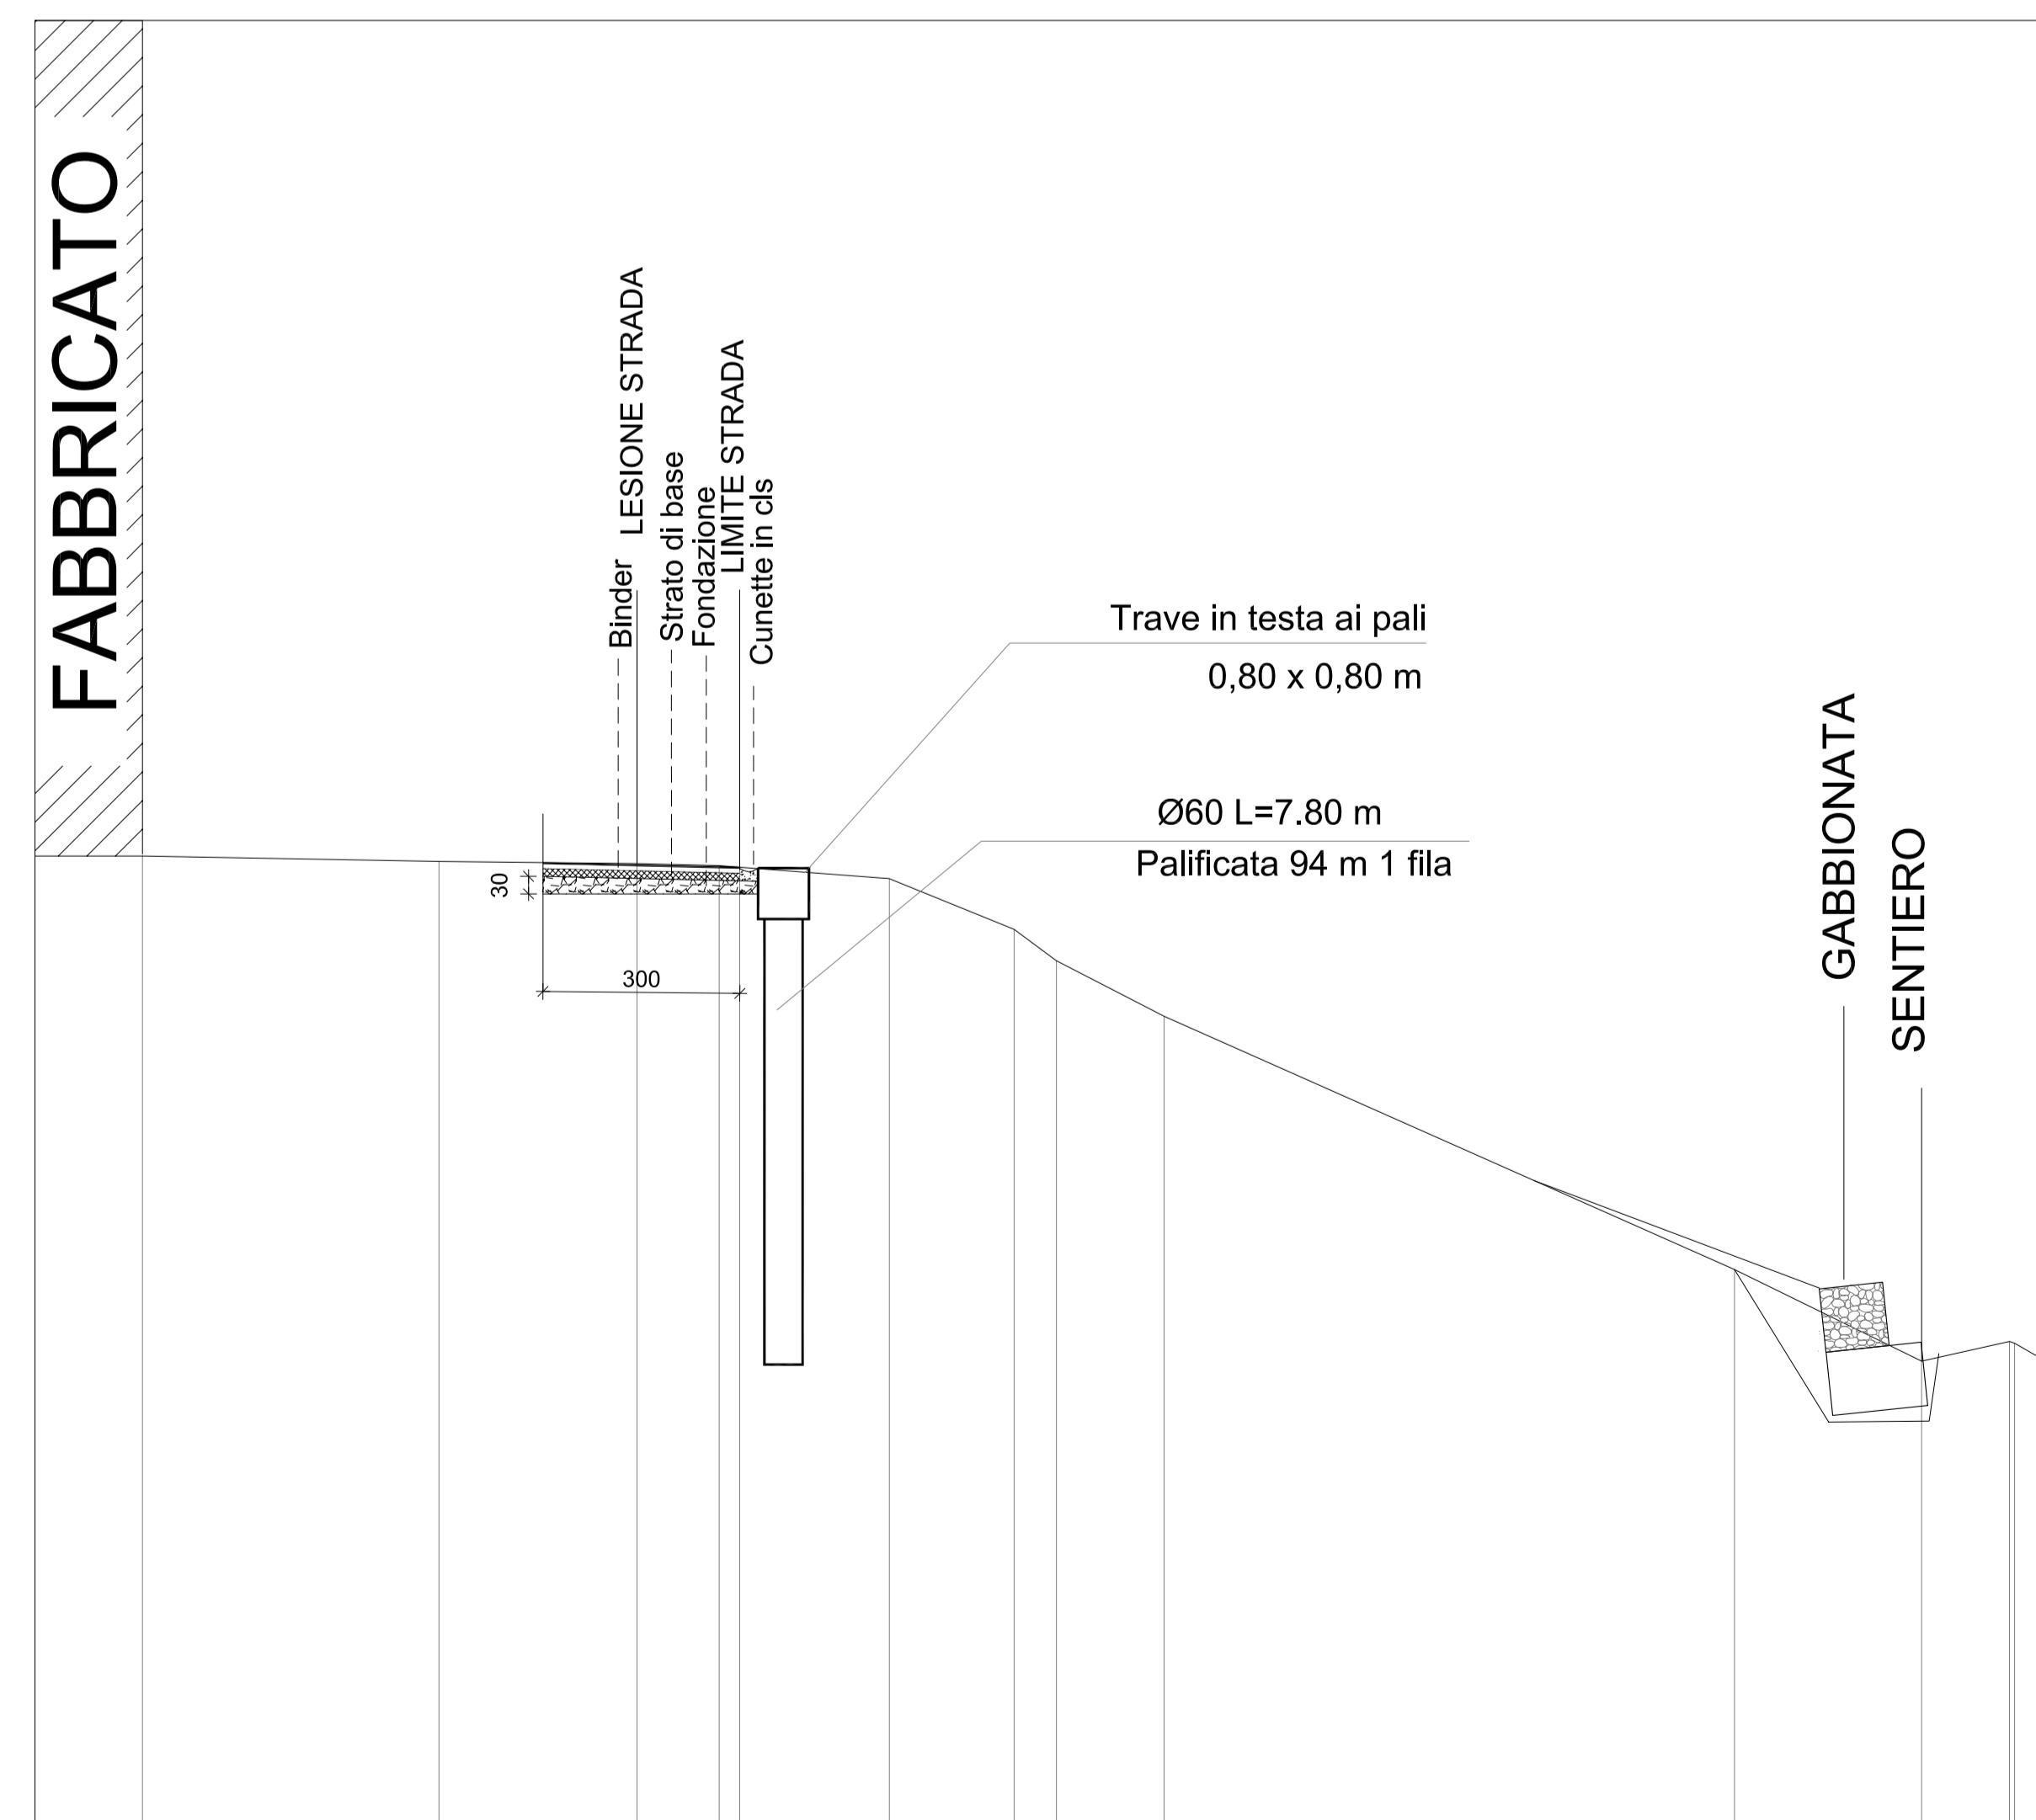 FABBRICATO
LESIONE STRADA
Binder
Strato di base
Fondazione
LIMITE STRADA
Cunette in cls
Trave in testa ai pali
0,80 x 0,80 m
Ø60 L=7.80 m
Palificata 94 m 1 fila
30
300
GABBIONATA
SENTIERO